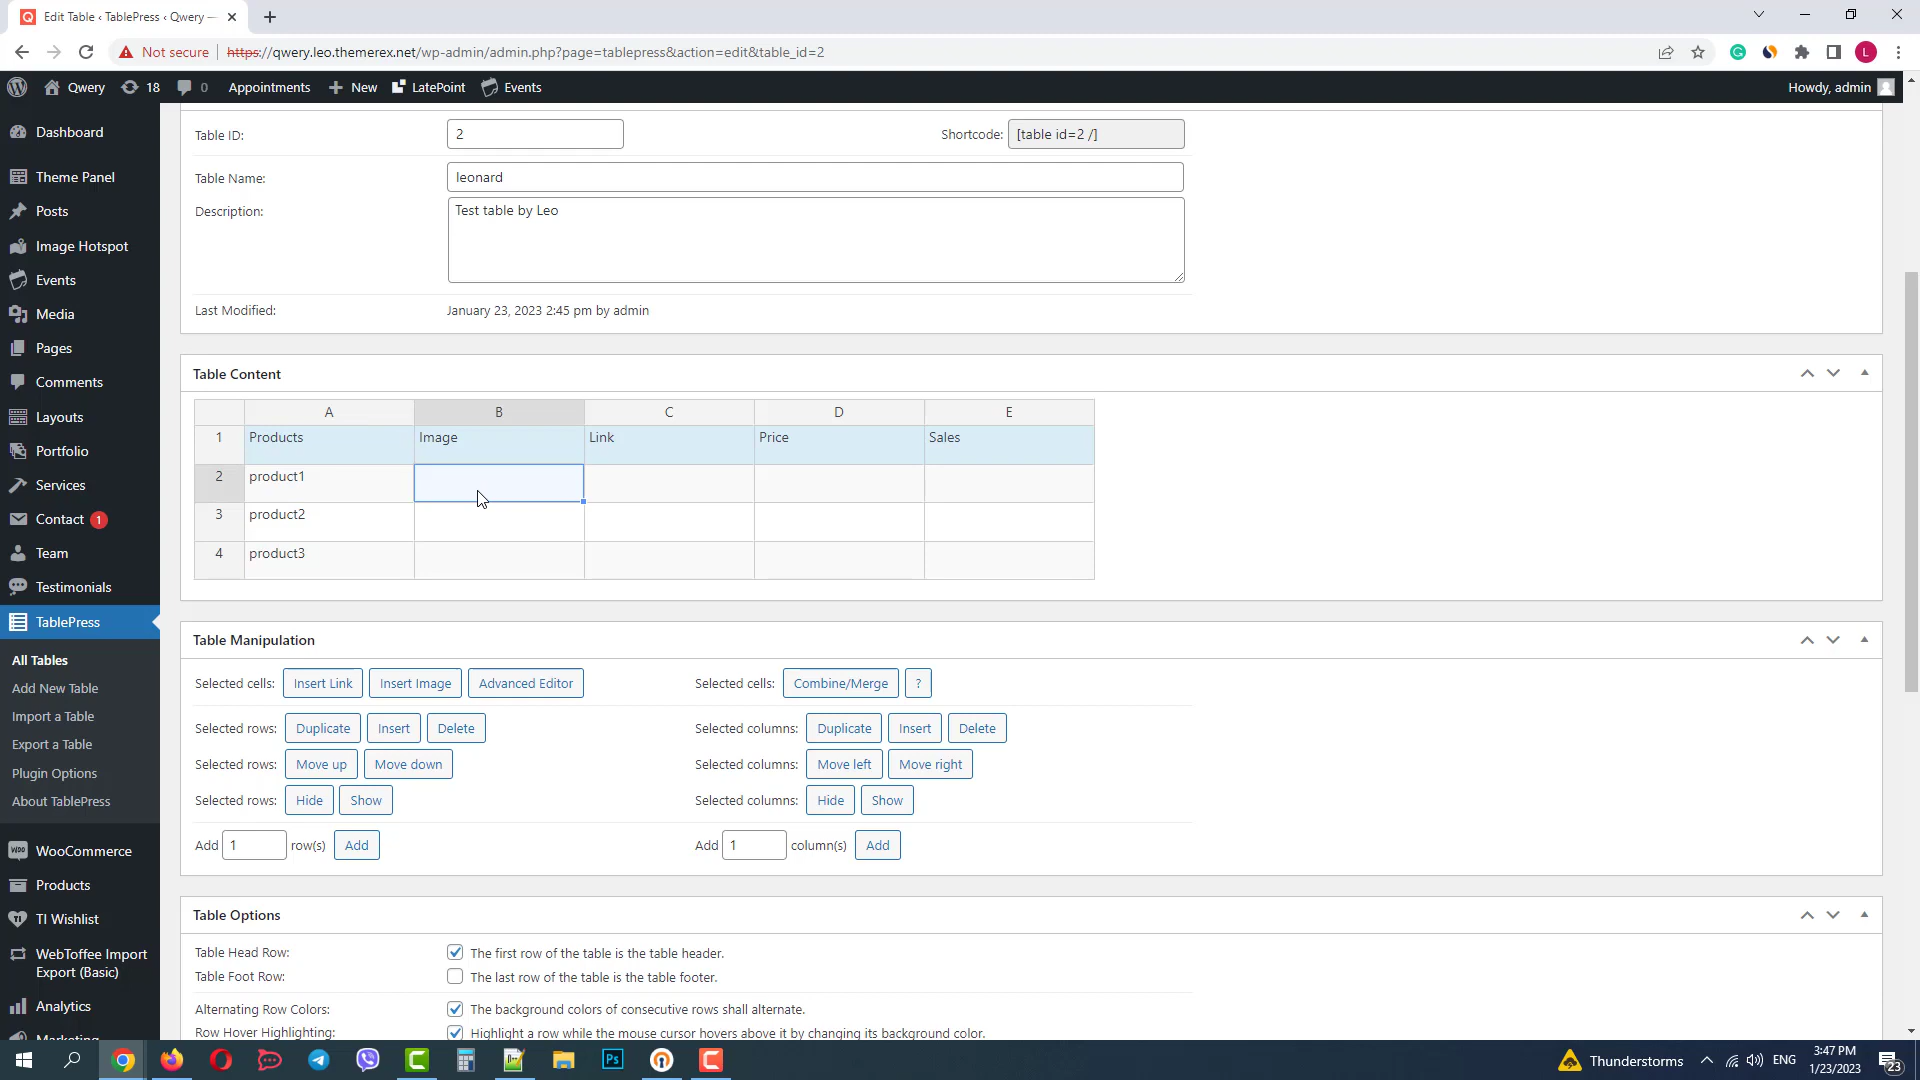 Edit Table ‹ TablePress ‹ Qwery —
Not secure https://qwery.leo.themerex.net/wp-admin/admin.php?page=tablepress&action=edit&table_id=2
L
Qwery 18 0 Appointments New LatePoint Events Howdy, admin
Dashboard
Theme Panel
Posts
Image Hotspot
Events
Media
Pages
Comments
Layouts
Portfolio
Services
Contact 1
Team
Testimonials
TablePress
All Tables
Add New Table
Import a Table
Export a Table
Plugin Options
About TablePress
WooCommerce
Products
TI Wishlist
WebToffee Import
Export (Basic)
Analytics
Marketing
Table ID: 2 Shortcode: [table id=2 /]
Table Name: leonard
Description: Test table by Leo
Last Modified: January 23, 2023 2:45 pm by admin
Table Content
A B C D E
1 Products Image Link Price Sales
2 product1
3 product2
4 product3
Table Manipulation
Selected cells: Insert Link Insert Image Advanced Editor Selected cells: Combine/Merge ?
Selected rows: Duplicate Insert Delete Selected columns: Duplicate Insert Delete
Selected rows: Move up Move down Selected columns: Move left Move right
Selected rows: Hide Show Selected columns: Hide Show
Add 1 row(s) Add Add 1 column(s) Add
Table Options
Table Head Row: The first row of the table is the table header.
Table Foot Row: The last row of the table is the table footer.
Alternating Row Colors: The background colors of consecutive rows shall alternate.
Row Hover Highlighting: Highlight a row while the mouse cursor hovers above it by changing its background color.
Ps
Thunderstorms ENG 3:47 PM
1/23/2023 23